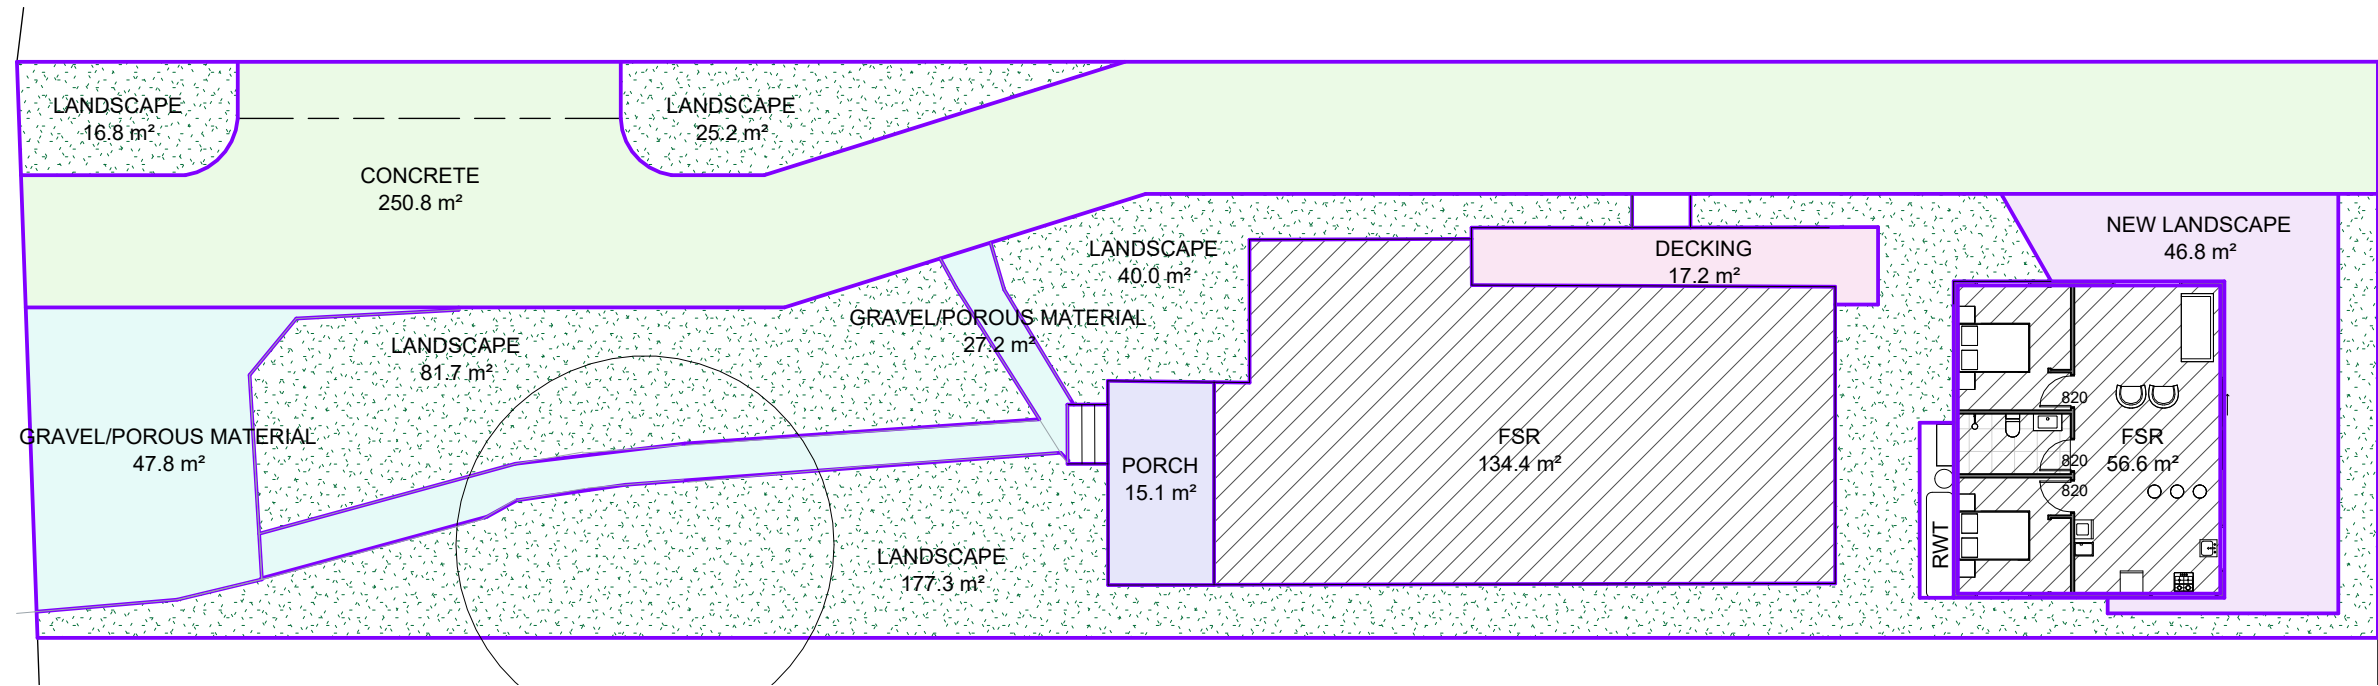 LANDSCAPE
16.8 m²
LANDSCAPE
25.2 m²
CONCRETE
250.8 m²
NEW LANDSCAPE
46.8 m²
LANDSCAPE
40.0 m²
DECKING
17.2 m²
GRAVEL/POROUS MATERIAL
27.2 m²
LANDSCAPE
81.7 m²
GRAVEL/POROUS MATERIAL
47.8 m²
PORCH
15.1 m²
FSR
134.4 m²
820
FSR
56.6 m²
820
820
RWT
LANDSCAPE
177.3 m²